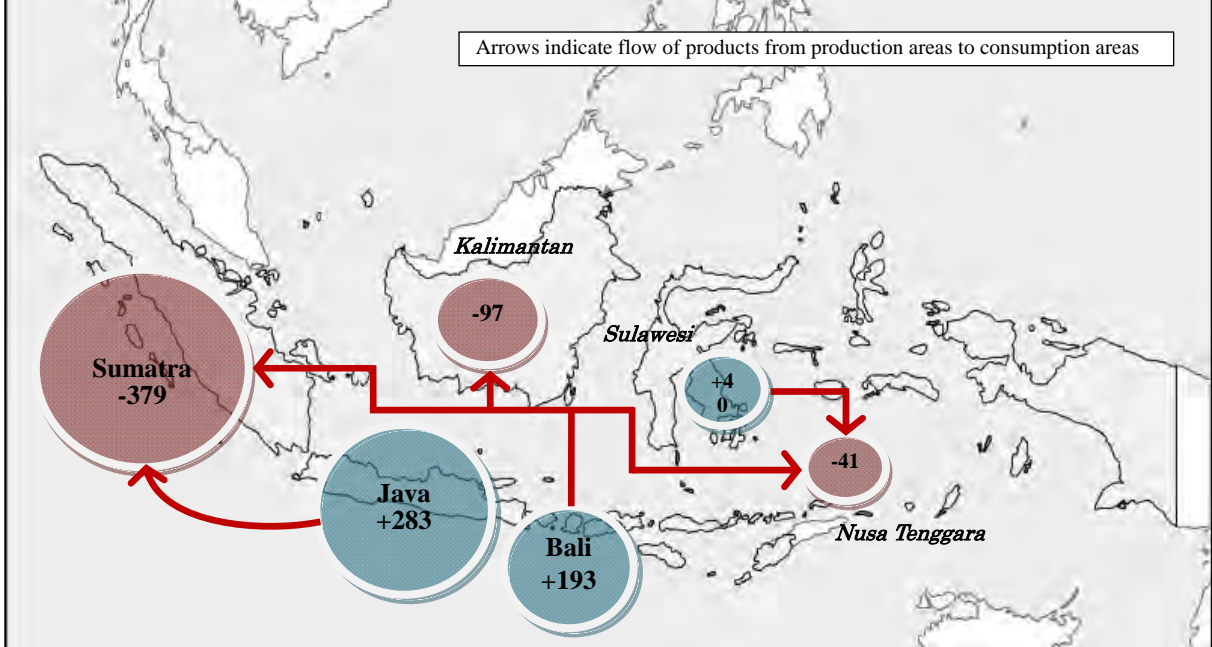 Arrows indicate flow of products from production areas to consumption areas
Kalimantan
-97
Sulawesi
Sumatra
-379
+4
0
-41
Java
+283
Nusa Tenggara
Bali
+193